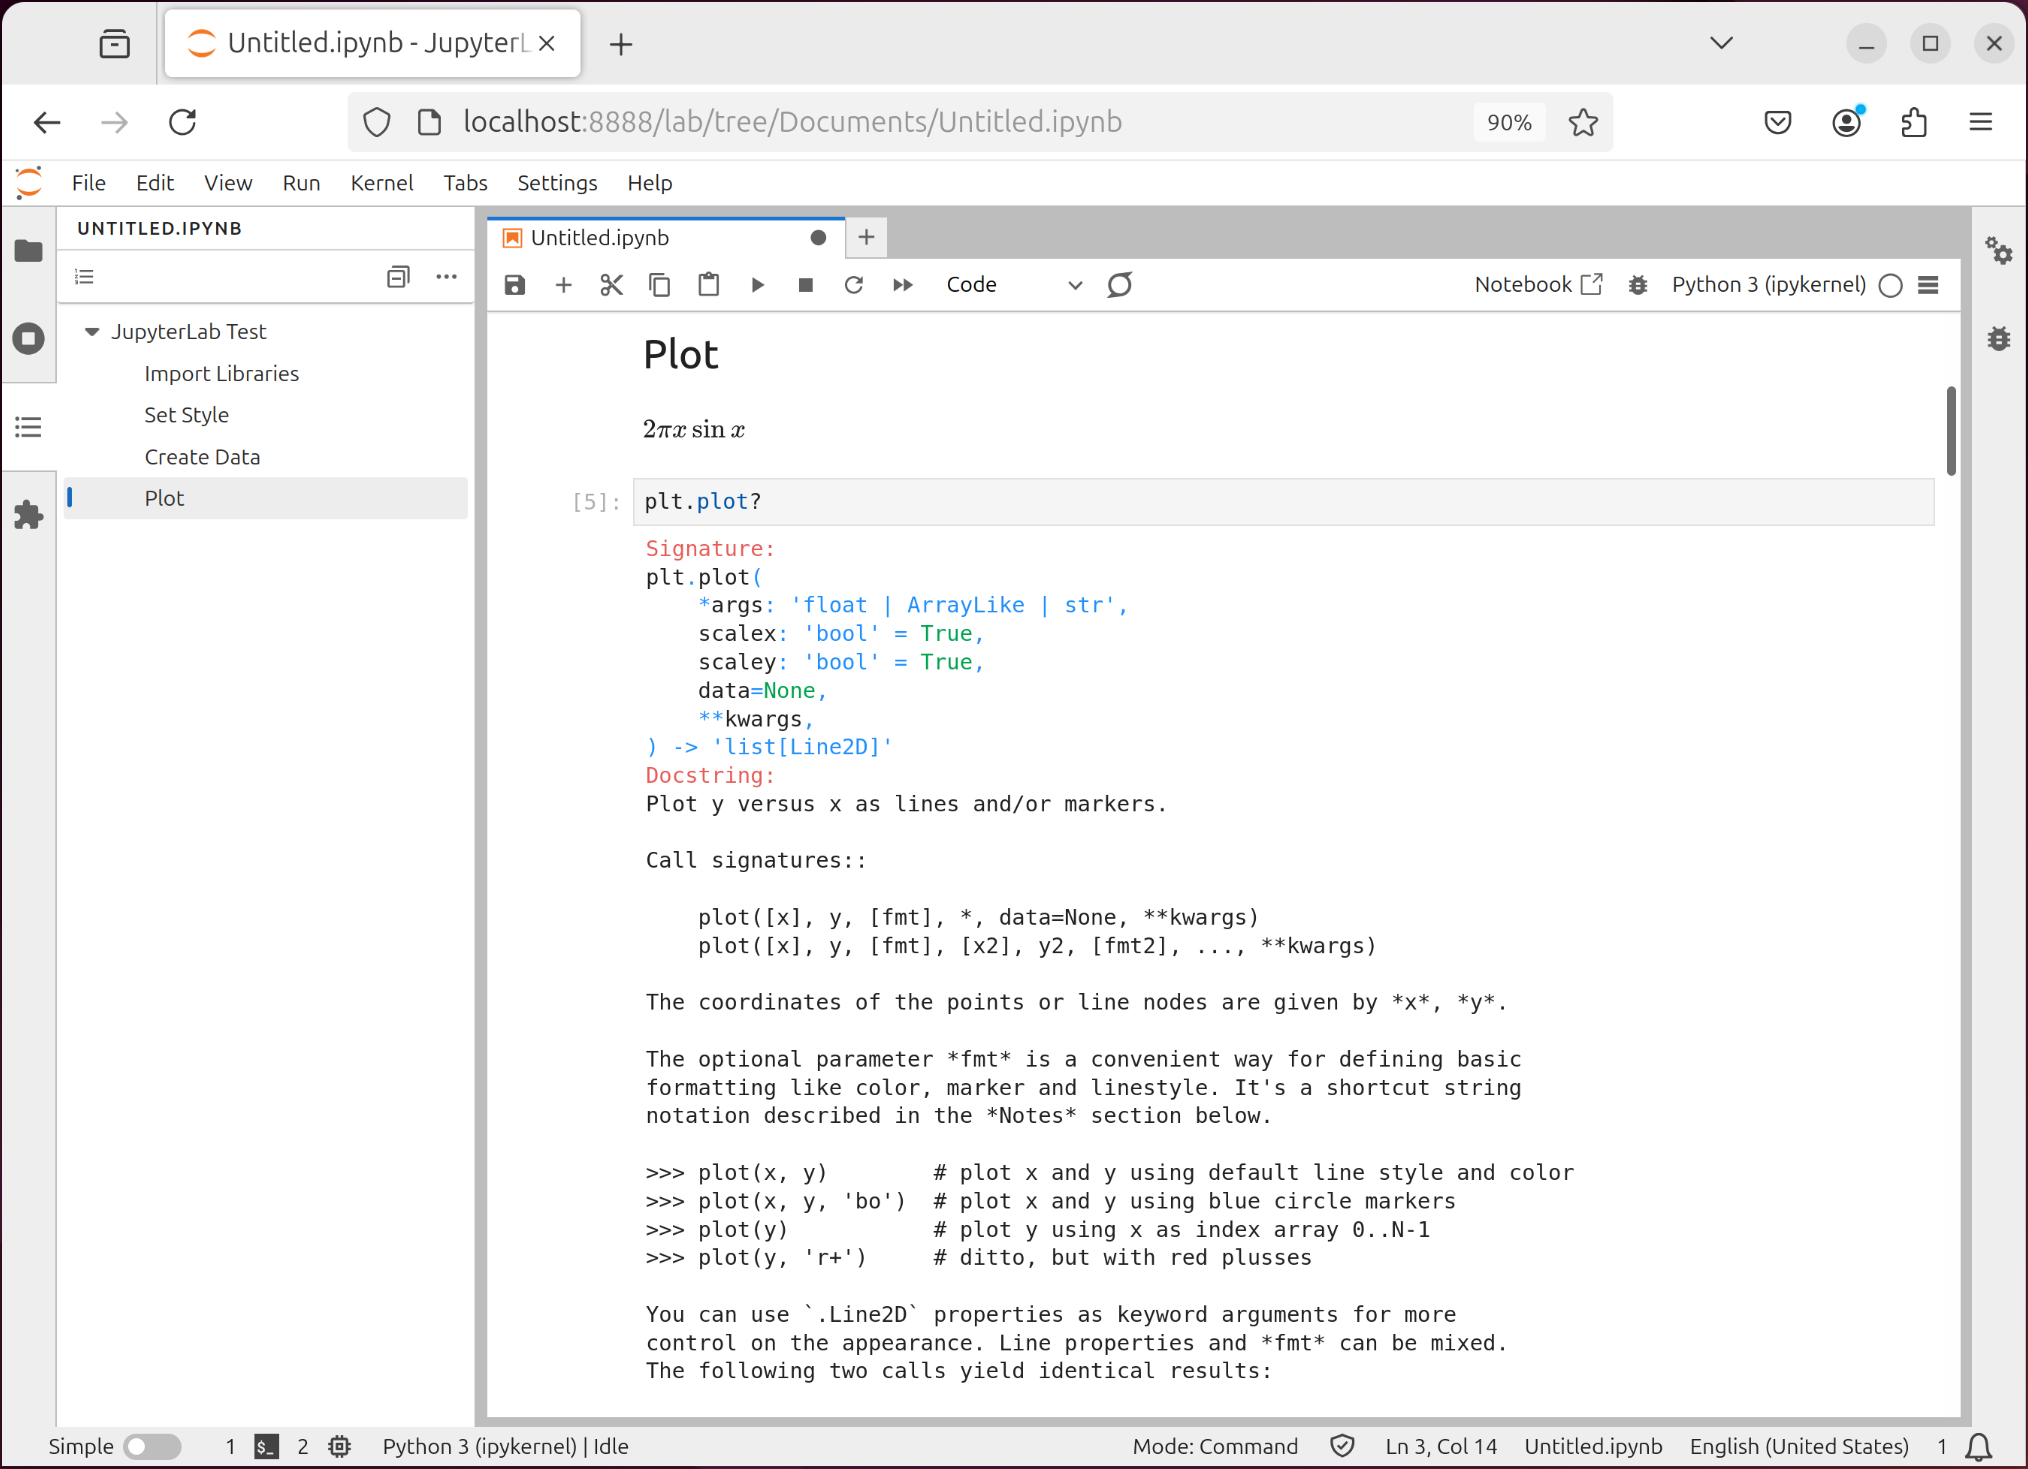 Untitled.ipynb - JupyterL
localhost:8888/lab/tree/Documents/Untitled.ipynb
90%
File Edit View Run Kernel Tabs Settings Help
UNTITLED.IPYNB
JupyterLab Test
Import Libraries
Set Style
Create Data
Plot
Untitled.ipynb
Code
Notebook
Python 3 (ipykernel)
Plot
2πx sin x
[5]: plt.plot?
Signature:
plt.plot(
    *args: 'float | ArrayLike | str',
    scalex: 'bool' = True,
    scaley: 'bool' = True,
    data=None,
    **kwargs,
) -> 'list[Line2D]'
Docstring:
Plot y versus x as lines and/or markers.
Call signatures::
    plot([x], y, [fmt], *, data=None, **kwargs)
    plot([x], y, [fmt], [x2], y2, [fmt2], ..., **kwargs)
The coordinates of the points or line nodes are given by *x*, *y*.
The optional parameter *fmt* is a convenient way for defining basic
formatting like color, marker and linestyle. It's a shortcut string
notation described in the *Notes* section below.
>>> plot(x, y)        # plot x and y using default line style and color
>>> plot(x, y, 'bo')  # plot x and y using blue circle markers
>>> plot(y)           # plot y using x as index array 0..N-1
>>> plot(y, 'r+')     # ditto, but with red plusses
You can use `.Line2D` properties as keyword arguments for more
control on the appearance. Line properties and *fmt* can be mixed.
The following two calls yield identical results:
Simple 1 $_ 2 Python 3 (ipykernel) | Idle Mode: Command Ln 3, Col 14 Untitled.ipynb English (United States) 1